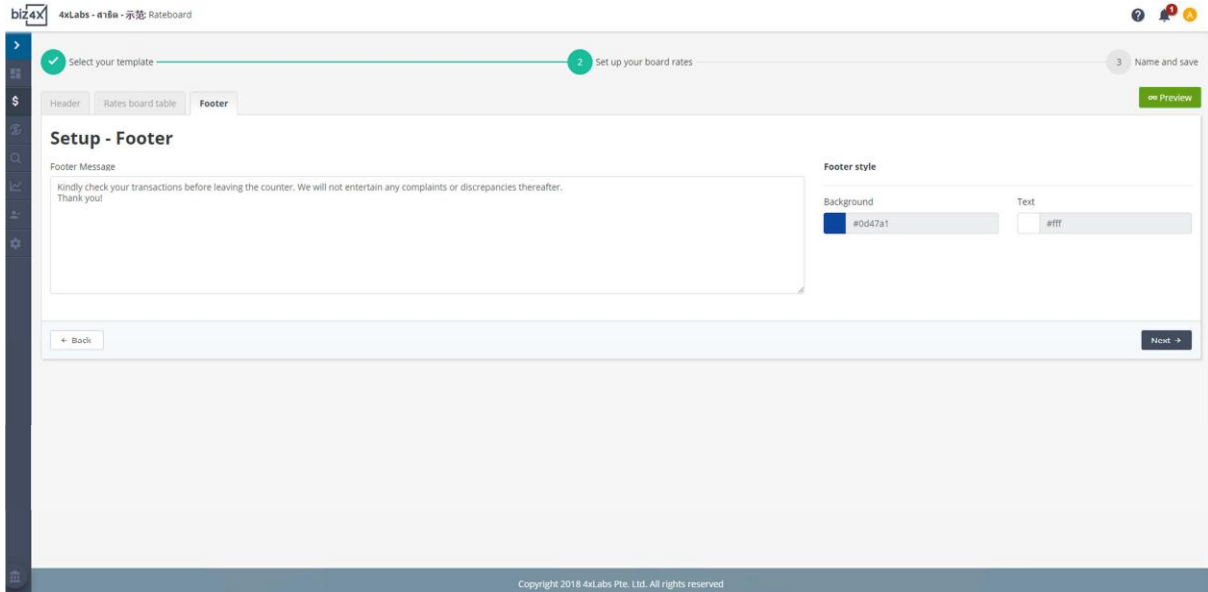 biz4x 4xLabs - สาธิต - 示范: Rateboard 1 A
Select your template 2 Set up your board rates 3 Name and save
Header Rates board table Footer Preview
Setup - Footer
Footer Message
Kindly check your transactions before leaving the counter. We will not entertain any complaints or discrepancies thereafter.
Thank you!
Footer style
Background Text
#0d47a1 #fff
← Back Next →
Copyright 2018 4xLabs Pte. Ltd. All rights reserved